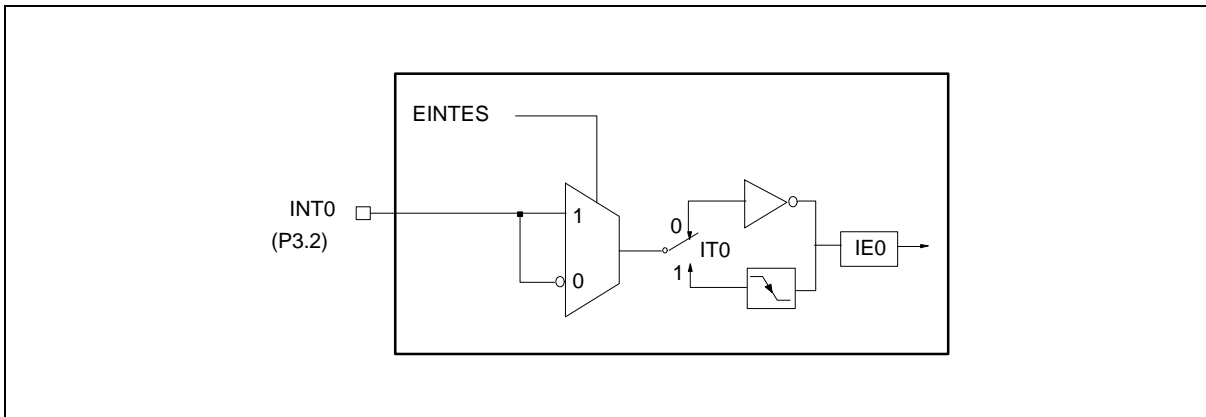 EINTES
INT0
(P3.2)
1
0
0
IT0
1
IE0